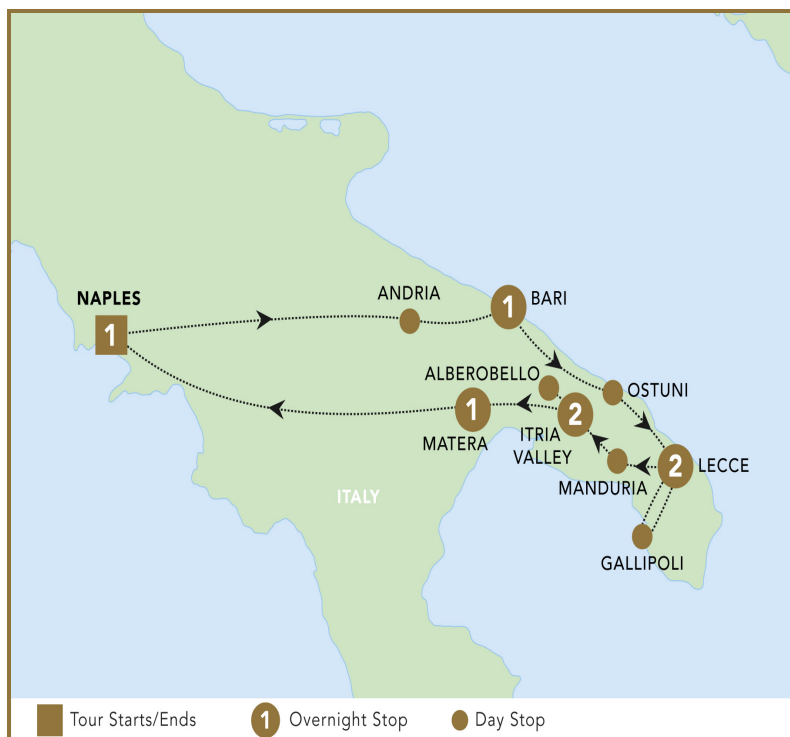 NAPLES
1
ANDRIA
1
BARI
ALBEROBELLO
OSTUNI
1
MATERA
2
ITRIA
VALLEY
2
LECCE
MANDURIA
ITALY
GALLIPOLI
Tour Starts/Ends
1
Overnight Stop
Day Stop